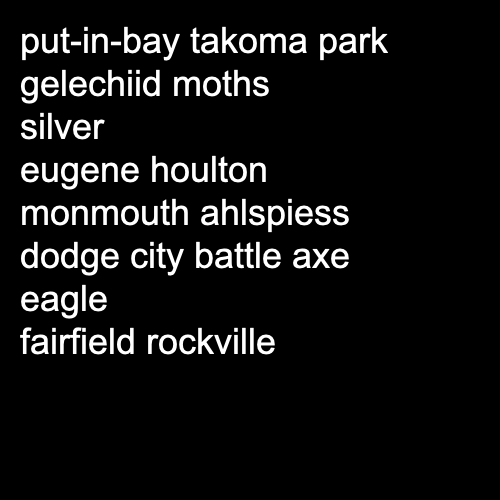 put-in-bay takoma park
gelechiid moths
silver
eugene houlton
monmouth ahlspiess
dodge city battle axe
eagle
fairfield rockville